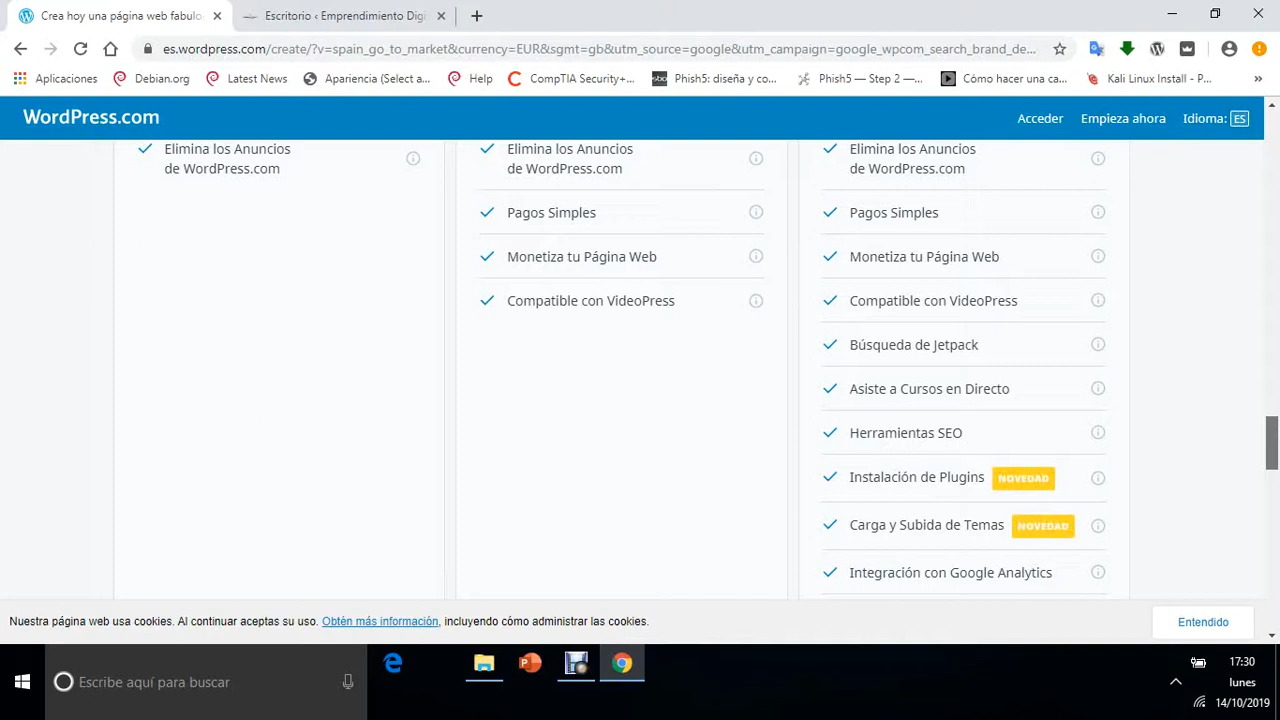 Crea hoy una página web fabulo
Escritorio ‹ Emprendimiento Digi
es.wordpress.com/create/?v=spain_go_to_market&currency=EUR&sgmt=gb&utm_source=google&utm_campaign=google_wpcom_search_brand_de...
Aplicaciones
Debian.org
Latest News
Apariencia (Select a...
Help
CompTIA Security+...
Phish5: diseña y co...
Phish5 — Step 2 —...
Cómo hacer una ca...
Kali Linux Install - P...
»
WordPress.com
Acceder
Empieza ahora
Idioma: ES
Elimina los Anuncios
de WordPress.com
Elimina los Anuncios
de WordPress.com
Pagos Simples
Monetiza tu Página Web
Compatible con VideoPress
Elimina los Anuncios
de WordPress.com
Pagos Simples
Monetiza tu Página Web
Compatible con VideoPress
Búsqueda de Jetpack
Asiste a Cursos en Directo
Herramientas SEO
Instalación de Plugins NOVEDAD
Carga y Subida de Temas NOVEDAD
Integración con Google Analytics
Nuestra página web usa cookies. Al continuar aceptas su uso. Obtén más información, incluyendo cómo administrar las cookies.
Entendido
Escribe aquí para buscar
17:30
lunes
14/10/2019